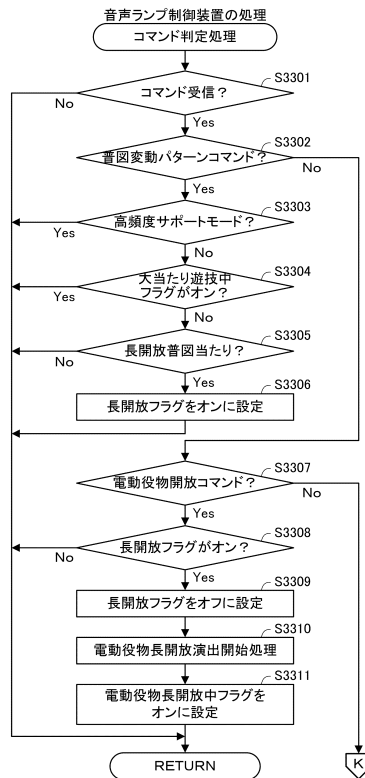 音声ランプ制御装置の処理
コマンド判定処理
S3301
コマンド受信？
No
Yes
S3302
普図変動パターンコマンド？
No
Yes
S3303
高頻度サポートモード？
Yes
No
S3304
大当たり遊技中
フラグがオン？
Yes
No
S3305
長開放普図当たり？
No
Yes
S3306
長開放フラグをオンに設定
S3307
電動役物開放コマンド？
No
Yes
S3308
長開放フラグがオン？
No
Yes
S3309
長開放フラグをオフに設定
S3310
電動役物長開放演出開始処理
S3311
電動役物長開放中フラグを
オンに設定
RETURN
K